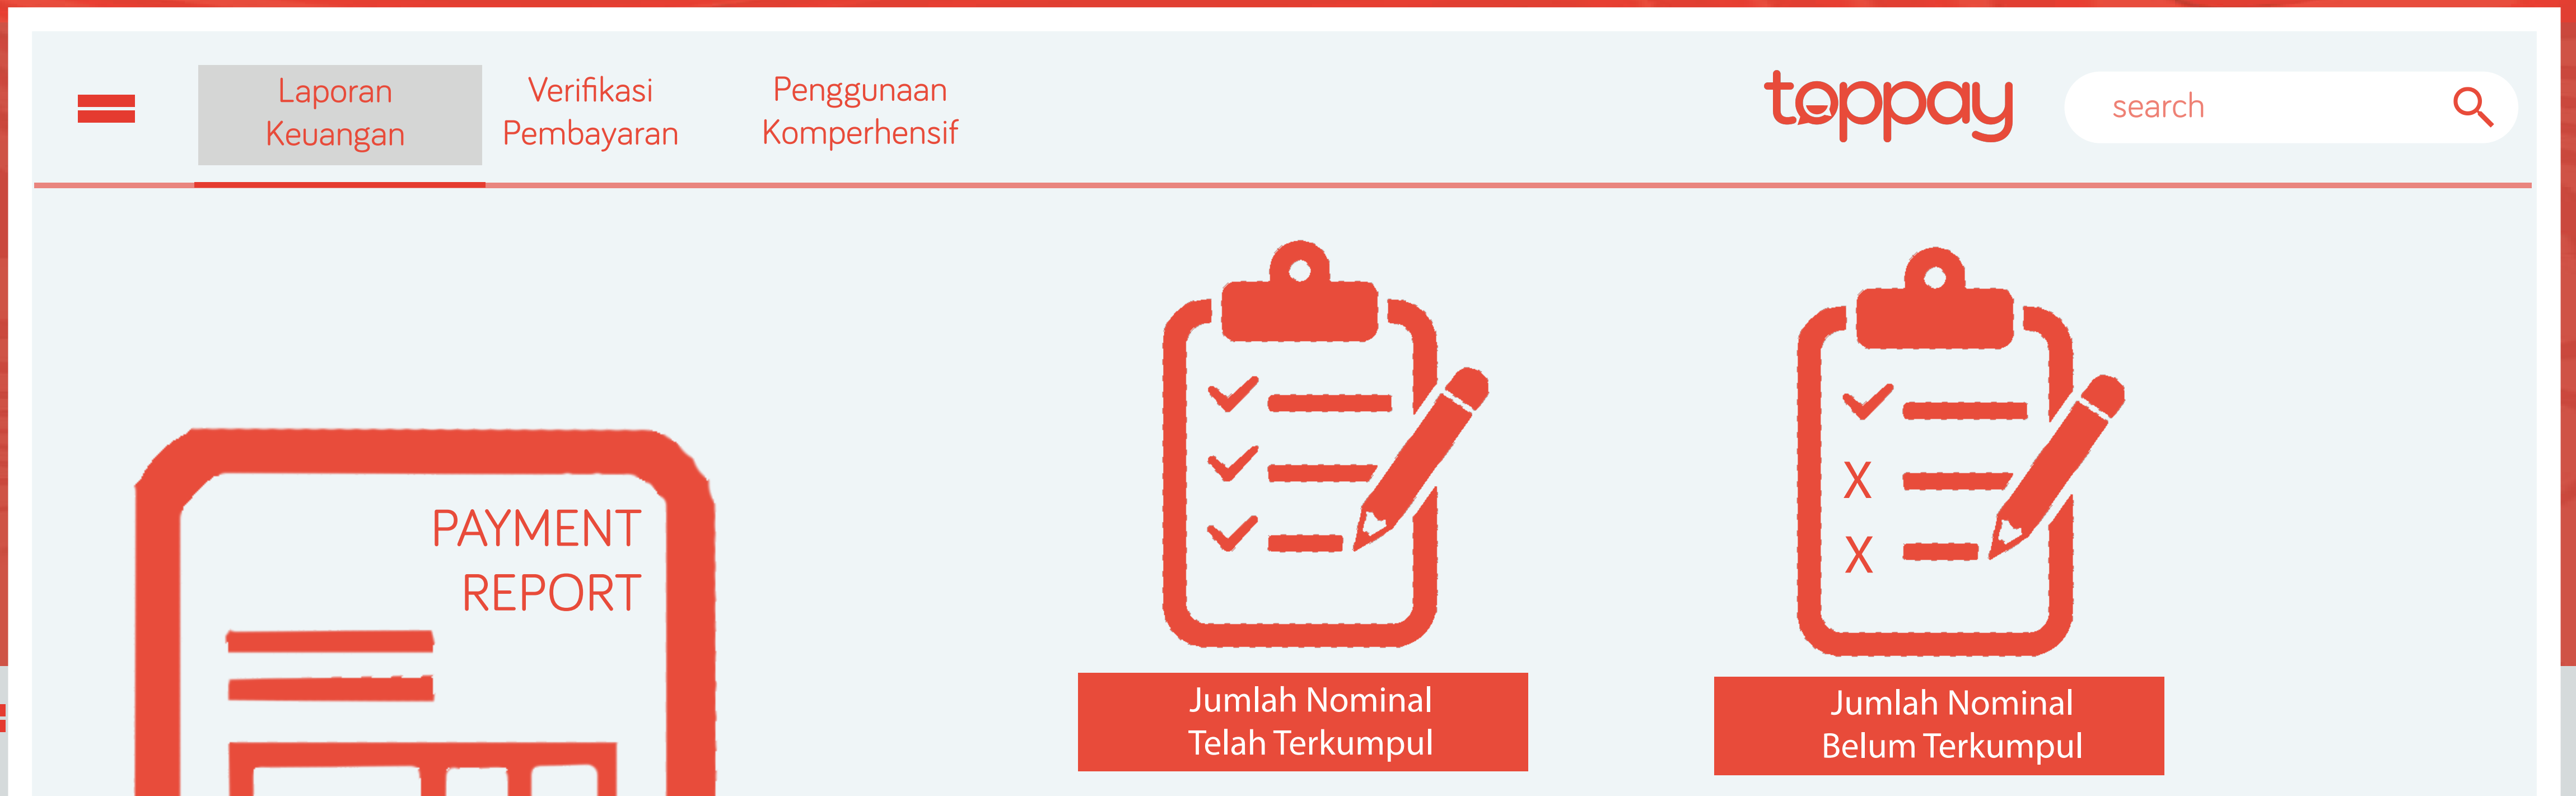 Laporan
Keuangan
Verifikasi
Pembayaran
Penggunaan
Komperhensif
toppay
search
PAYMENT
REPORT
X
X
Jumlah Nominal
Telah Terkumpul
Jumlah Nominal
Belum Terkumpul